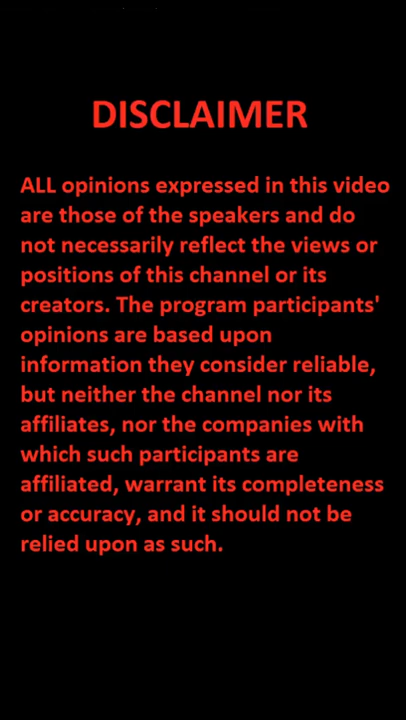 DISCLAIMER
ALL opinions expressed in this video
are those of the speakers and do
not necessarily reflect the views or
positions of this channel or its
creators. The program participants'
opinions are based upon
information they consider reliable,
but neither the channel nor its
affiliates, nor the companies with
which such participants are
affiliated, warrant its completeness
or accuracy, and it should not be
relied upon as such.